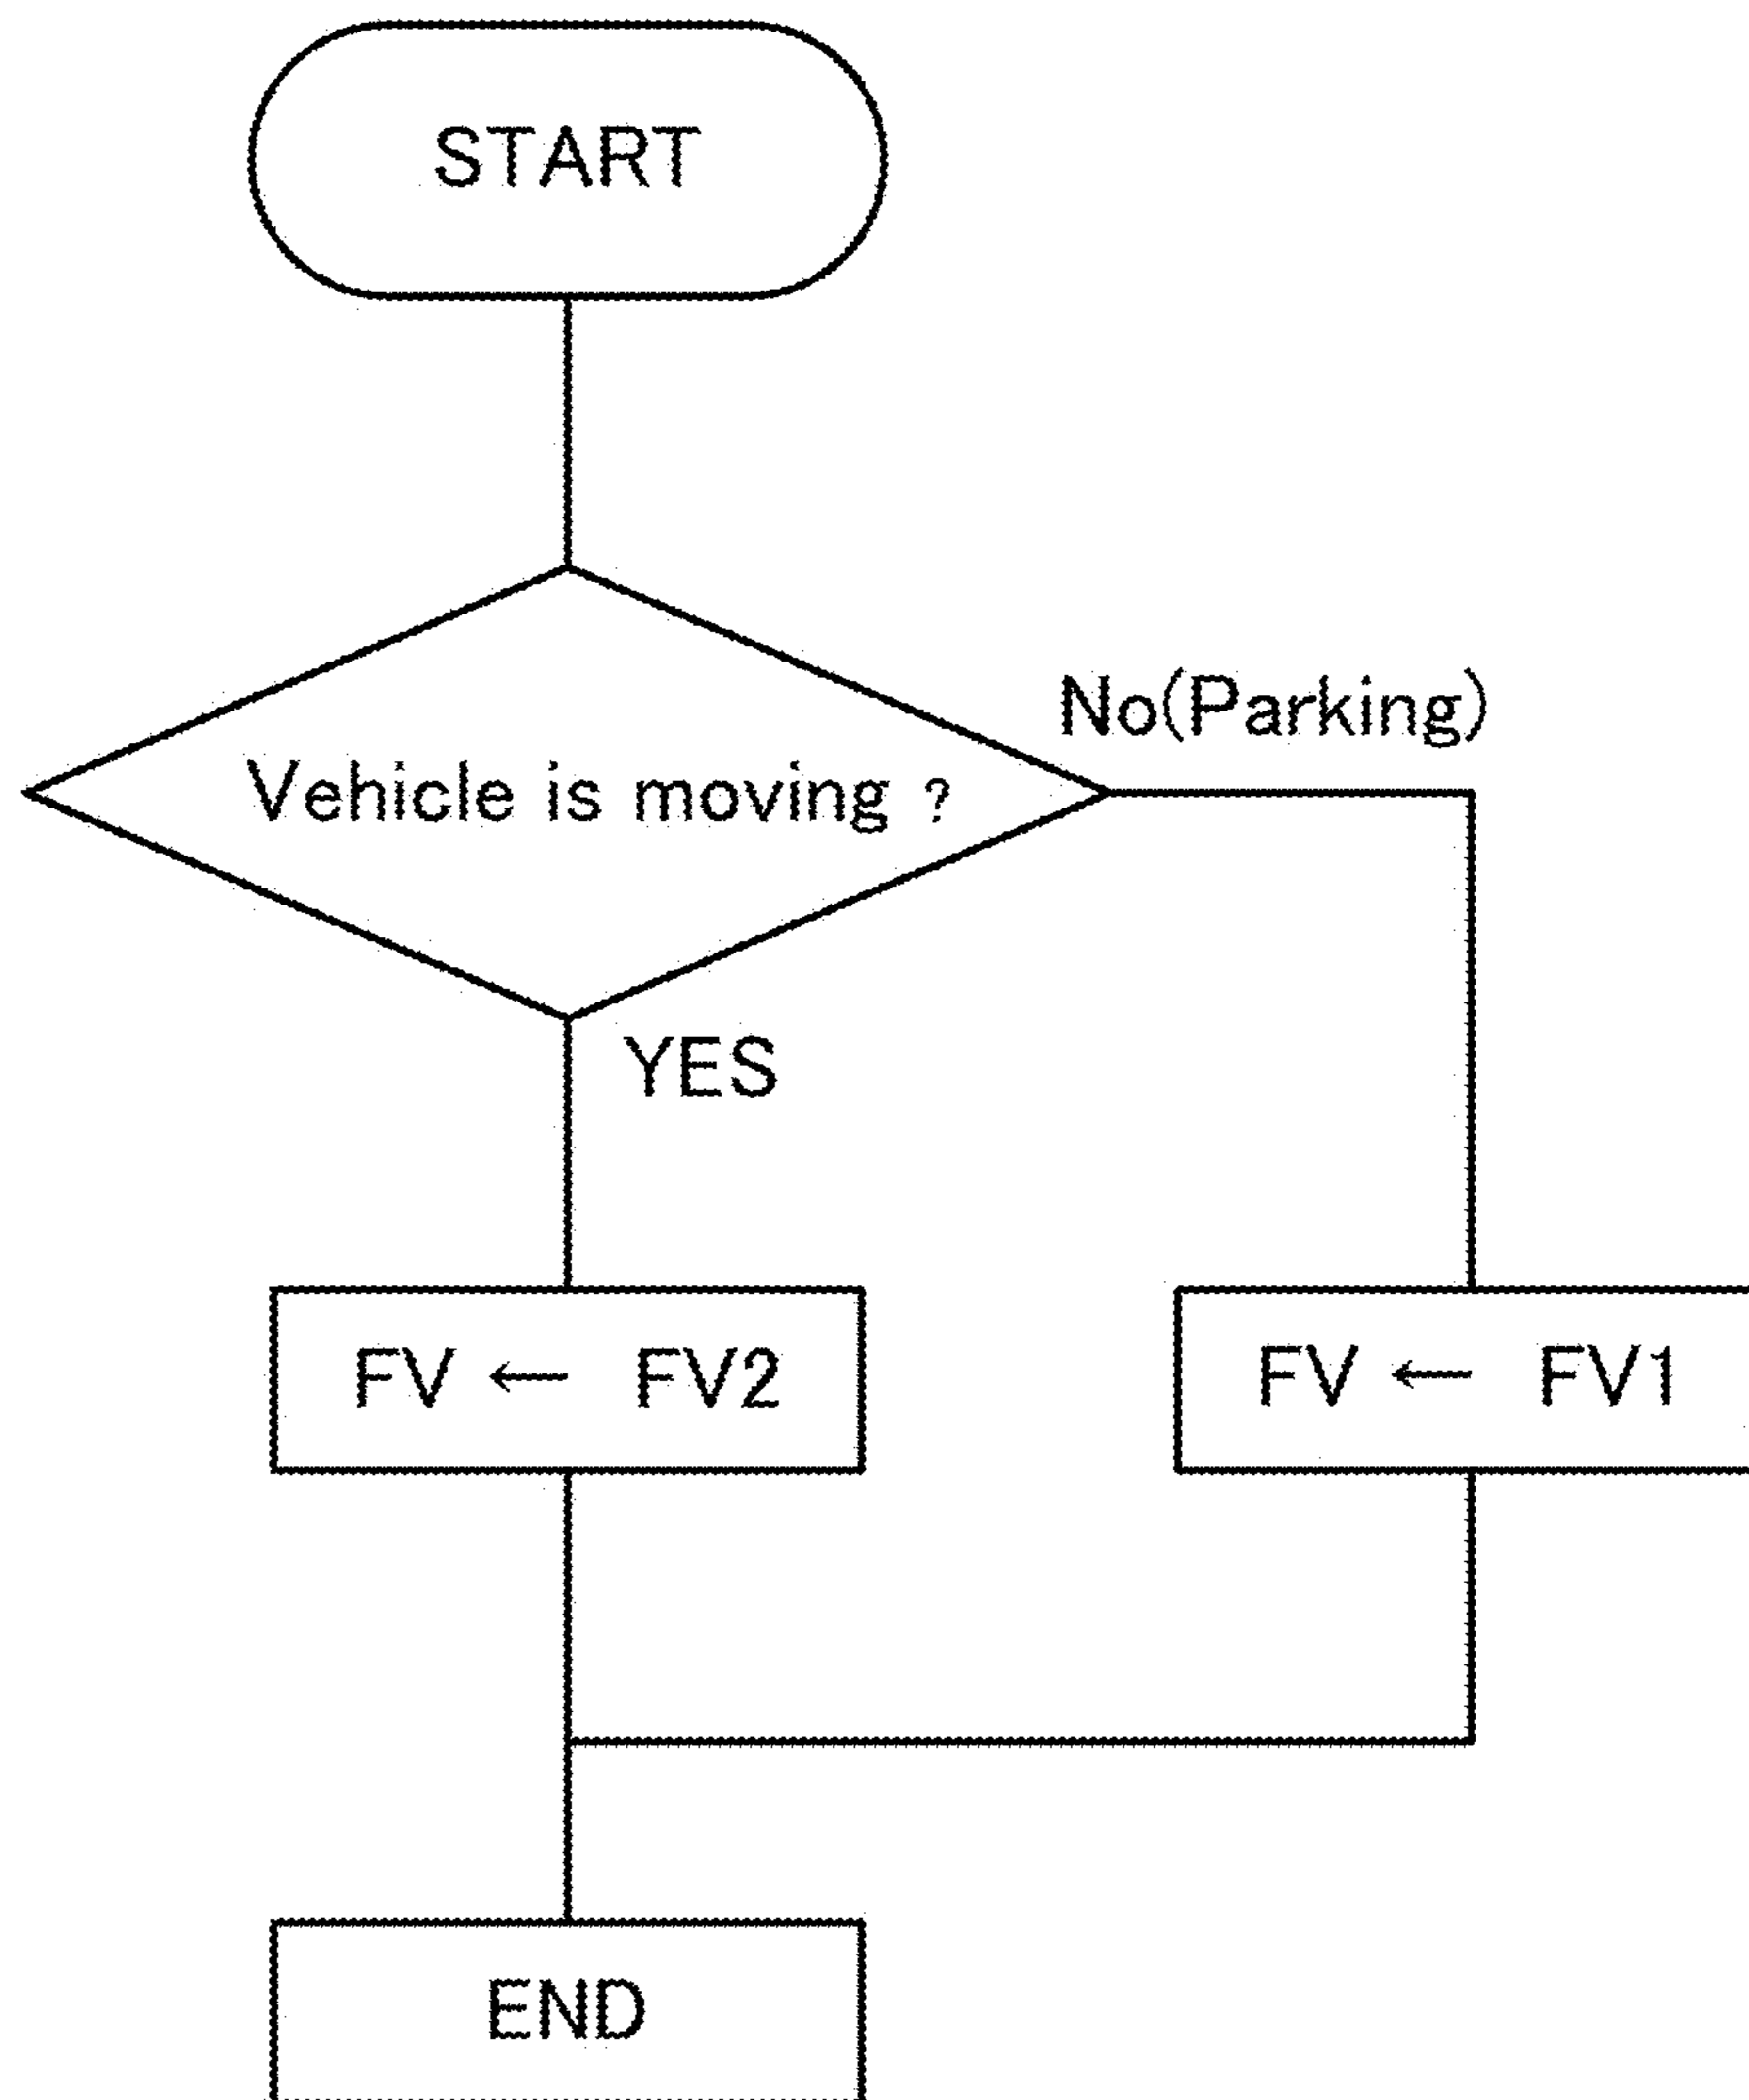 START
No(Parking)
Vehicle is moving ?
YES
FV ← FV2
FV ← FV1
END